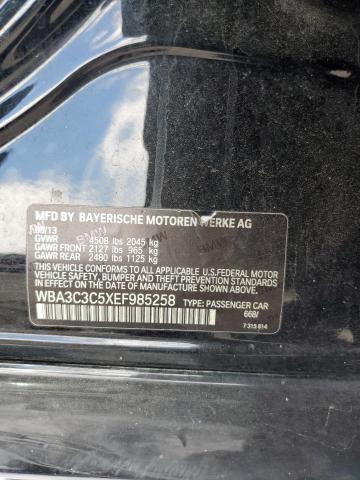 MFD BY BAYERISCHE MOTOREN WERKE AG
/13
GVWR 4508 lbs 2045 kg
GAWR FRONT 2127 lbs 965 kg
GAWR REAR 2480 lbs 1125 kg
THIS VEHICLE CONFORMS TO ALL APPLICABLE U.S.FEDERAL MOTOR
VEHICLE SAFETY, BUMPER AND THEFT PREVENTION STANDARDS
IN EFFECT ON THE DATE OF MANUFACTURE SHOWN ABOVE.
WBA3C3C5XEF985258 TYPE: PASSENGER CAR
668/
7 315 814